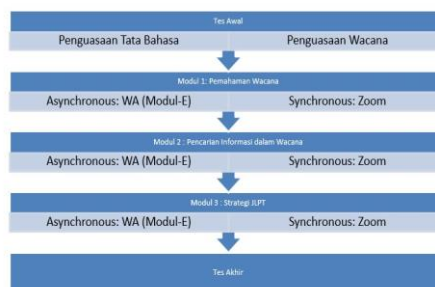 Tes Awal
Penguasaan Tata Bahasa Penguasaan Wacana
Modul 1: Pemahaman Wacana
Asynchronous: WA (Modul-E) Synchronous: Zoom
Modul 2 : Pencarian Informasi dalam Wacana
Asynchronous: WA (Modul-E) Synchronous: Zoom
Modul 3 : Strategi JLPT
Asynchronous: WA (Modul-E) Synchronous: Zoom
Tes Akhir